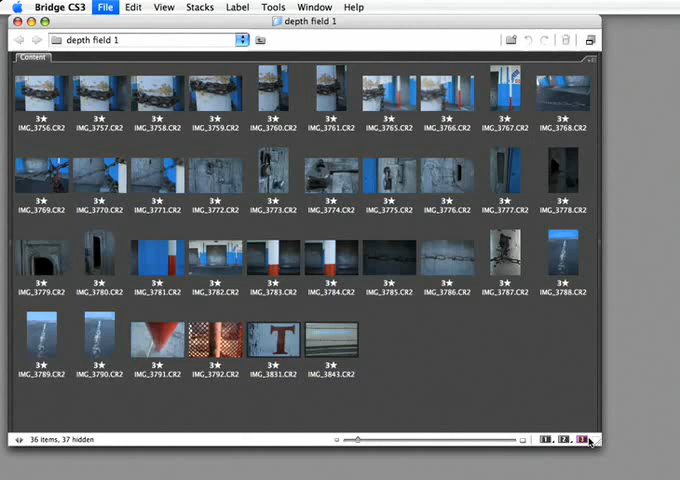 Bridge CS3 File Edit View Stacks Label Tools Window Help
depth field 1
depth field 1
Content
3★ 3★ 3★ 3★ 3★ 3★ 3★ 3★ 3★ 3★
IMG_3756.CR2 IMG_3757.CR2 IMG_3758.CR2 IMG_3759.CR2 IMG_3760.CR2 IMG_3761.CR2 IMG_3765.CR2 IMG_3766.CR2 IMG_3767.CR2 IMG_3768.CR2
3★ 3★ 3★ 3★ 3★ 3★ 3★ 3★ 3★ 3★
IMG_3769.CR2 IMG_3770.CR2 IMG_3771.CR2 IMG_3772.CR2 IMG_3773.CR2 IMG_3774.CR2 IMG_3775.CR2 IMG_3776.CR2 IMG_3777.CR2 IMG_3778.CR2
3★ 3★ 3★ 3★ 3★ 3★ 3★ 3★ 3★ 3★
IMG_3779.CR2 IMG_3780.CR2 IMG_3781.CR2 IMG_3782.CR2 IMG_3783.CR2 IMG_3784.CR2 IMG_3785.CR2 IMG_3786.CR2 IMG_3787.CR2 IMG_3788.CR2
T
3★ 3★ 3★ 3★ 3★ 3★
IMG_3789.CR2 IMG_3790.CR2 IMG_3791.CR2 IMG_3792.CR2 IMG_3831.CR2 IMG_3843.CR2
36 items, 37 hidden 1 2 3